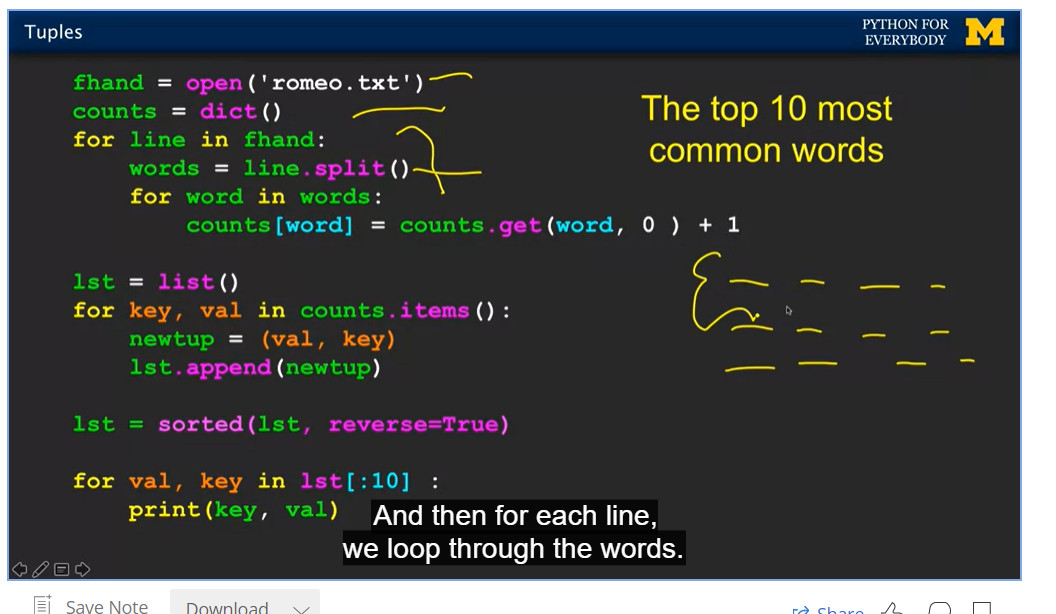 Tuples
PYTHON FOR
EVERYBODY
M
fhand = open('romeo.txt')
counts = dict()
for line in fhand:
    words = line.split()
    for word in words:
        counts[word] = counts.get(word, 0 ) + 1
The top 10 most
common words
lst = list()
for key, val in counts.items():
    newtup = (val, key)
    lst.append(newtup)
lst = sorted(lst, reverse=True)
for val, key in lst[:10] :
    print(key, val)
And then for each line,
we loop through the words.
Save Note
Download
Share